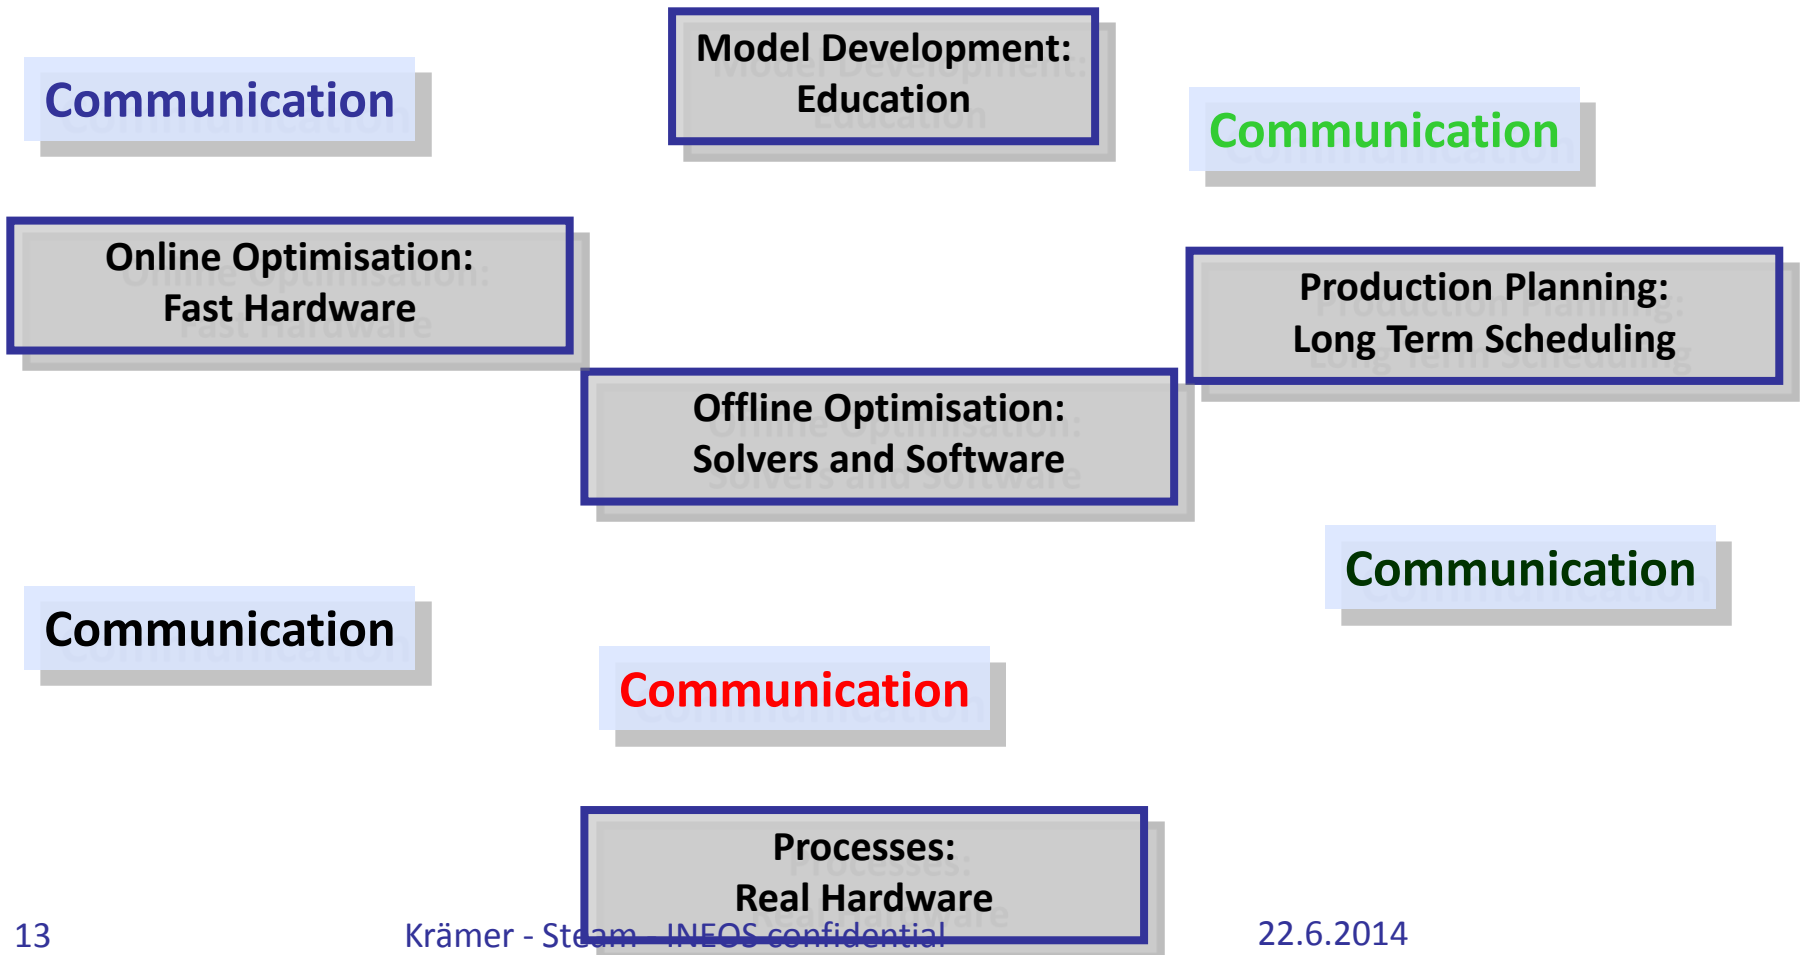 Model Development:
Education
Communication
Communication
Online Optimisation:
Fast Hardware
Production Planning:
Long Term Scheduling
Offline Optimisation:
Solvers and Software
Communication
Communication
Communication
Processes:
Real Hardware
13
Krämer - Steam - INEOS confidential
22.6.2014